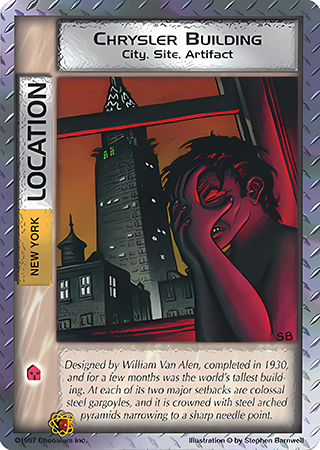 CHRYSLER BUILDING
City, Site, Artifact
LOCATION
NEW YORK
SB
Designed by William Van Alen, completed in 1930,
and for a few months was the world's tallest build-
ing. At each of its two major setbacks are colossal
steel gargoyles, and it is crowned with steel arched
pyramids narrowing to a sharp needle point.
©1997 Chaosium Inc.
Illustration © by Stephen Barnwell